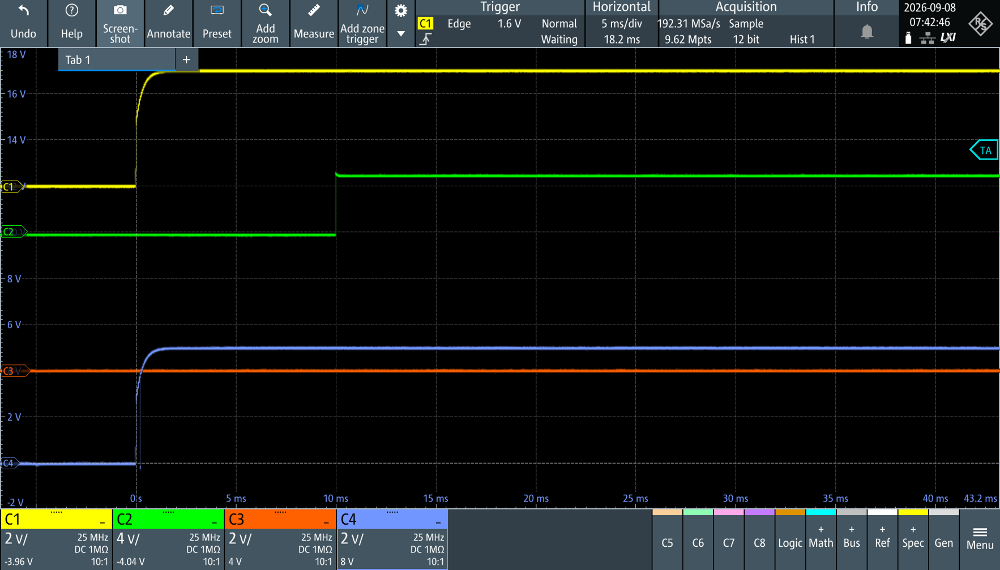 Undo
Help
Screen-
shot
Annotate
Preset
Add
zoom
Measure
Add zone
trigger
Trigger
C1
Edge
1.6 V
Normal
Waiting
Horizontal
5 ms/div
18.2 ms
Acquisition
192.31 MSa/s
Sample
9.62 Mpts
12 bit
Hist 1
Info
2026-09-08
07:42:46
LXI
R&S
Tab 1
+
18 V
16 V
14 V
TA
C1
C2
8 V
6 V
C3
2 V
C4
-2 V
0 s
5 ms
10 ms
15 ms
20 ms
25 ms
30 ms
35 ms
40 ms
43.2 ms
C1
2 V/
25 MHz
DC 1MΩ
-3.96 V
10:1
C2
4 V/
25 MHz
DC 1MΩ
-4.04 V
10:1
C3
2 V/
25 MHz
DC 1MΩ
4 V
10:1
C4
2 V/
25 MHz
DC 1MΩ
8 V
10:1
C5
C6
C7
C8
Logic
+
Math
+
Bus
+
Ref
+
Spec
Gen
Menu